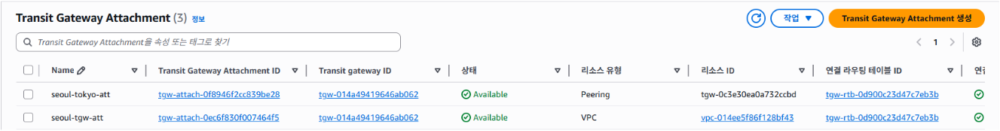 Transit Gateway Attachment (3) 정보
작업 Transit Gateway Attachment 생성
Transit Gateway Attachment을 속성 또는 태그로 찾기
1
Name Transit Gateway Attachment ID Transit gateway ID 상태 리소스 유형 리소스 ID 연결 라우팅 테이블 ID
seoul-tokyo-att tgw-attach-0f8946f2cc839be28 tgw-014a49419646ab062 Available Peering tgw-0c3e30ea0a732ccbd tgw-rtb-0d900c23d47c7eb3b
seoul-tgw-att tgw-attach-0ec6f830f007464f5 tgw-014a49419646ab062 Available VPC vpc-014ee5f86f128bf43 tgw-rtb-0d900c23d47c7eb3b